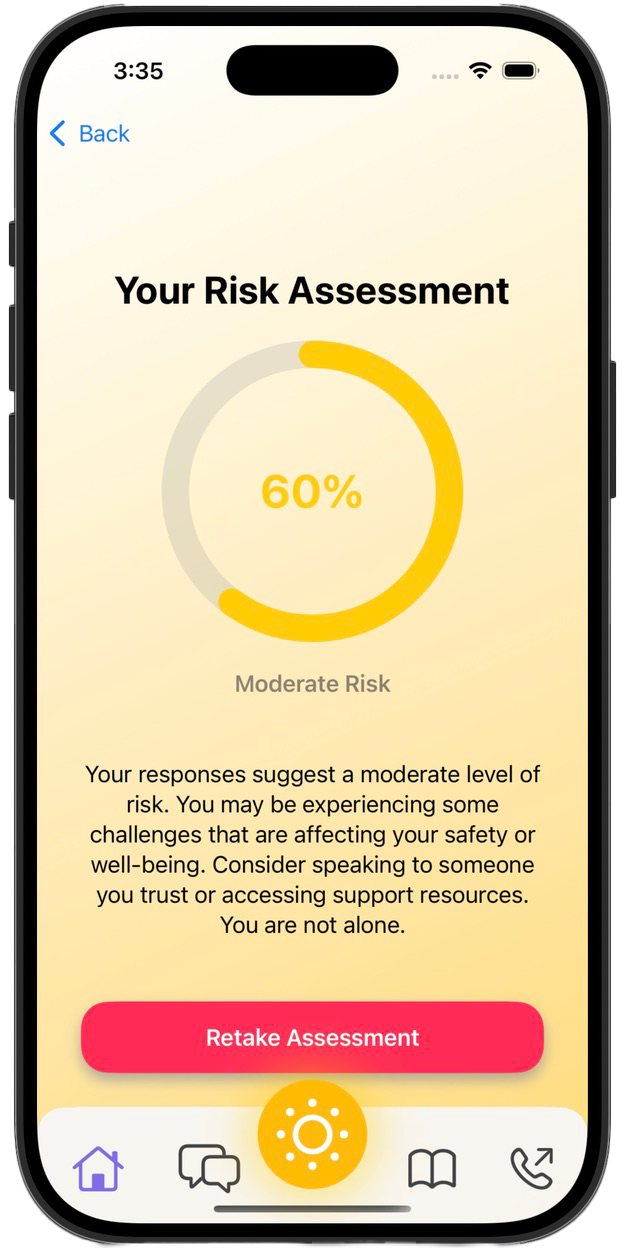 3:35
Back
Your Risk Assessment
60%
Moderate Risk
Your responses suggest a moderate level of
risk. You may be experiencing some
challenges that are affecting your safety or
well-being. Consider speaking to someone
you trust or accessing support resources.
You are not alone.
Retake Assessment